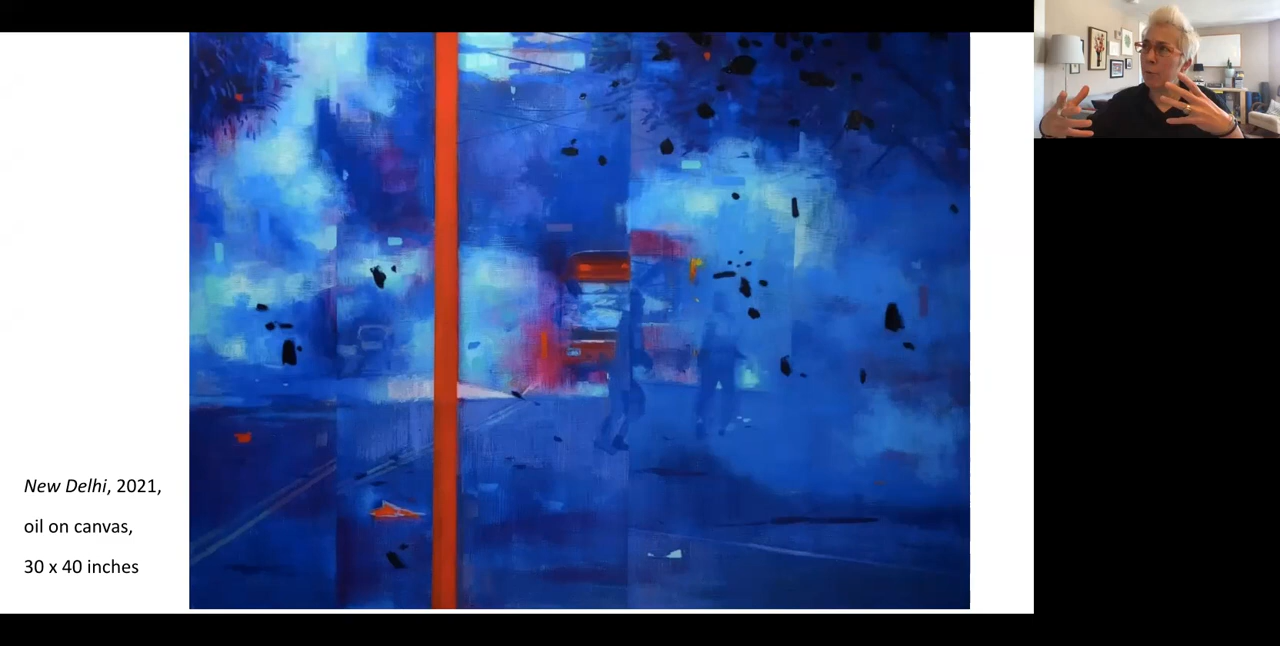 New Delhi, 2021,
oil on canvas,
30 x 40 inches